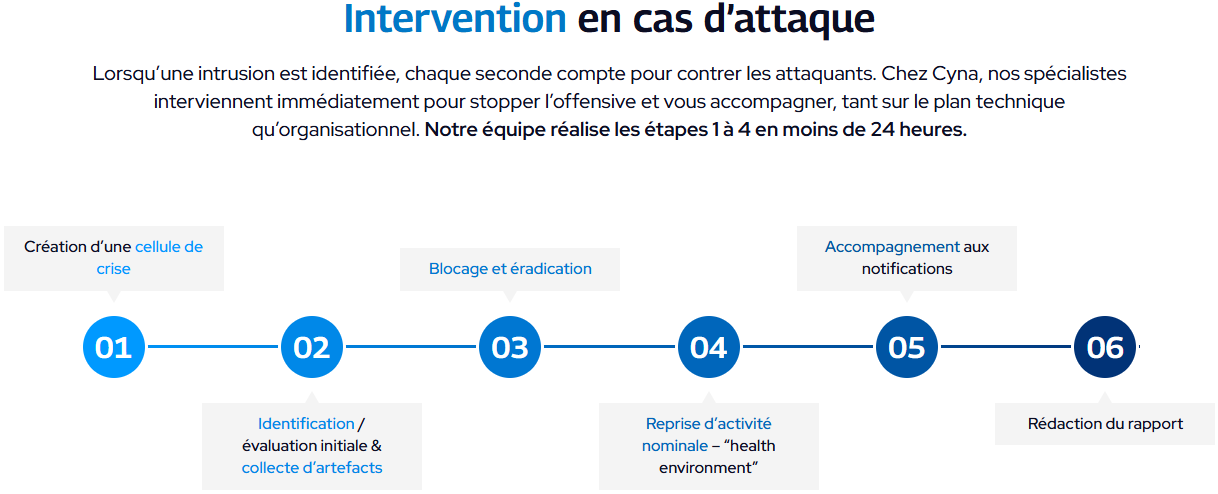 Intervention en cas d’attaque
Lorsqu’une intrusion est identifiée, chaque seconde compte pour contrer les attaquants. Chez Cyna, nos spécialistes
interviennent immédiatement pour stopper l’offensive et vous accompagner, tant sur le plan technique
qu’organisationnel. Notre équipe réalise les étapes 1 à 4 en moins de 24 heures.
Création d’une cellule de
crise
01
02
Identification /
évaluation initiale &
collecte d’artefacts
Blocage et éradication
03
04
Reprise d’activité
nominale – “health
environment”
Accompagnement aux
notifications
05
06
Rédaction du rapport